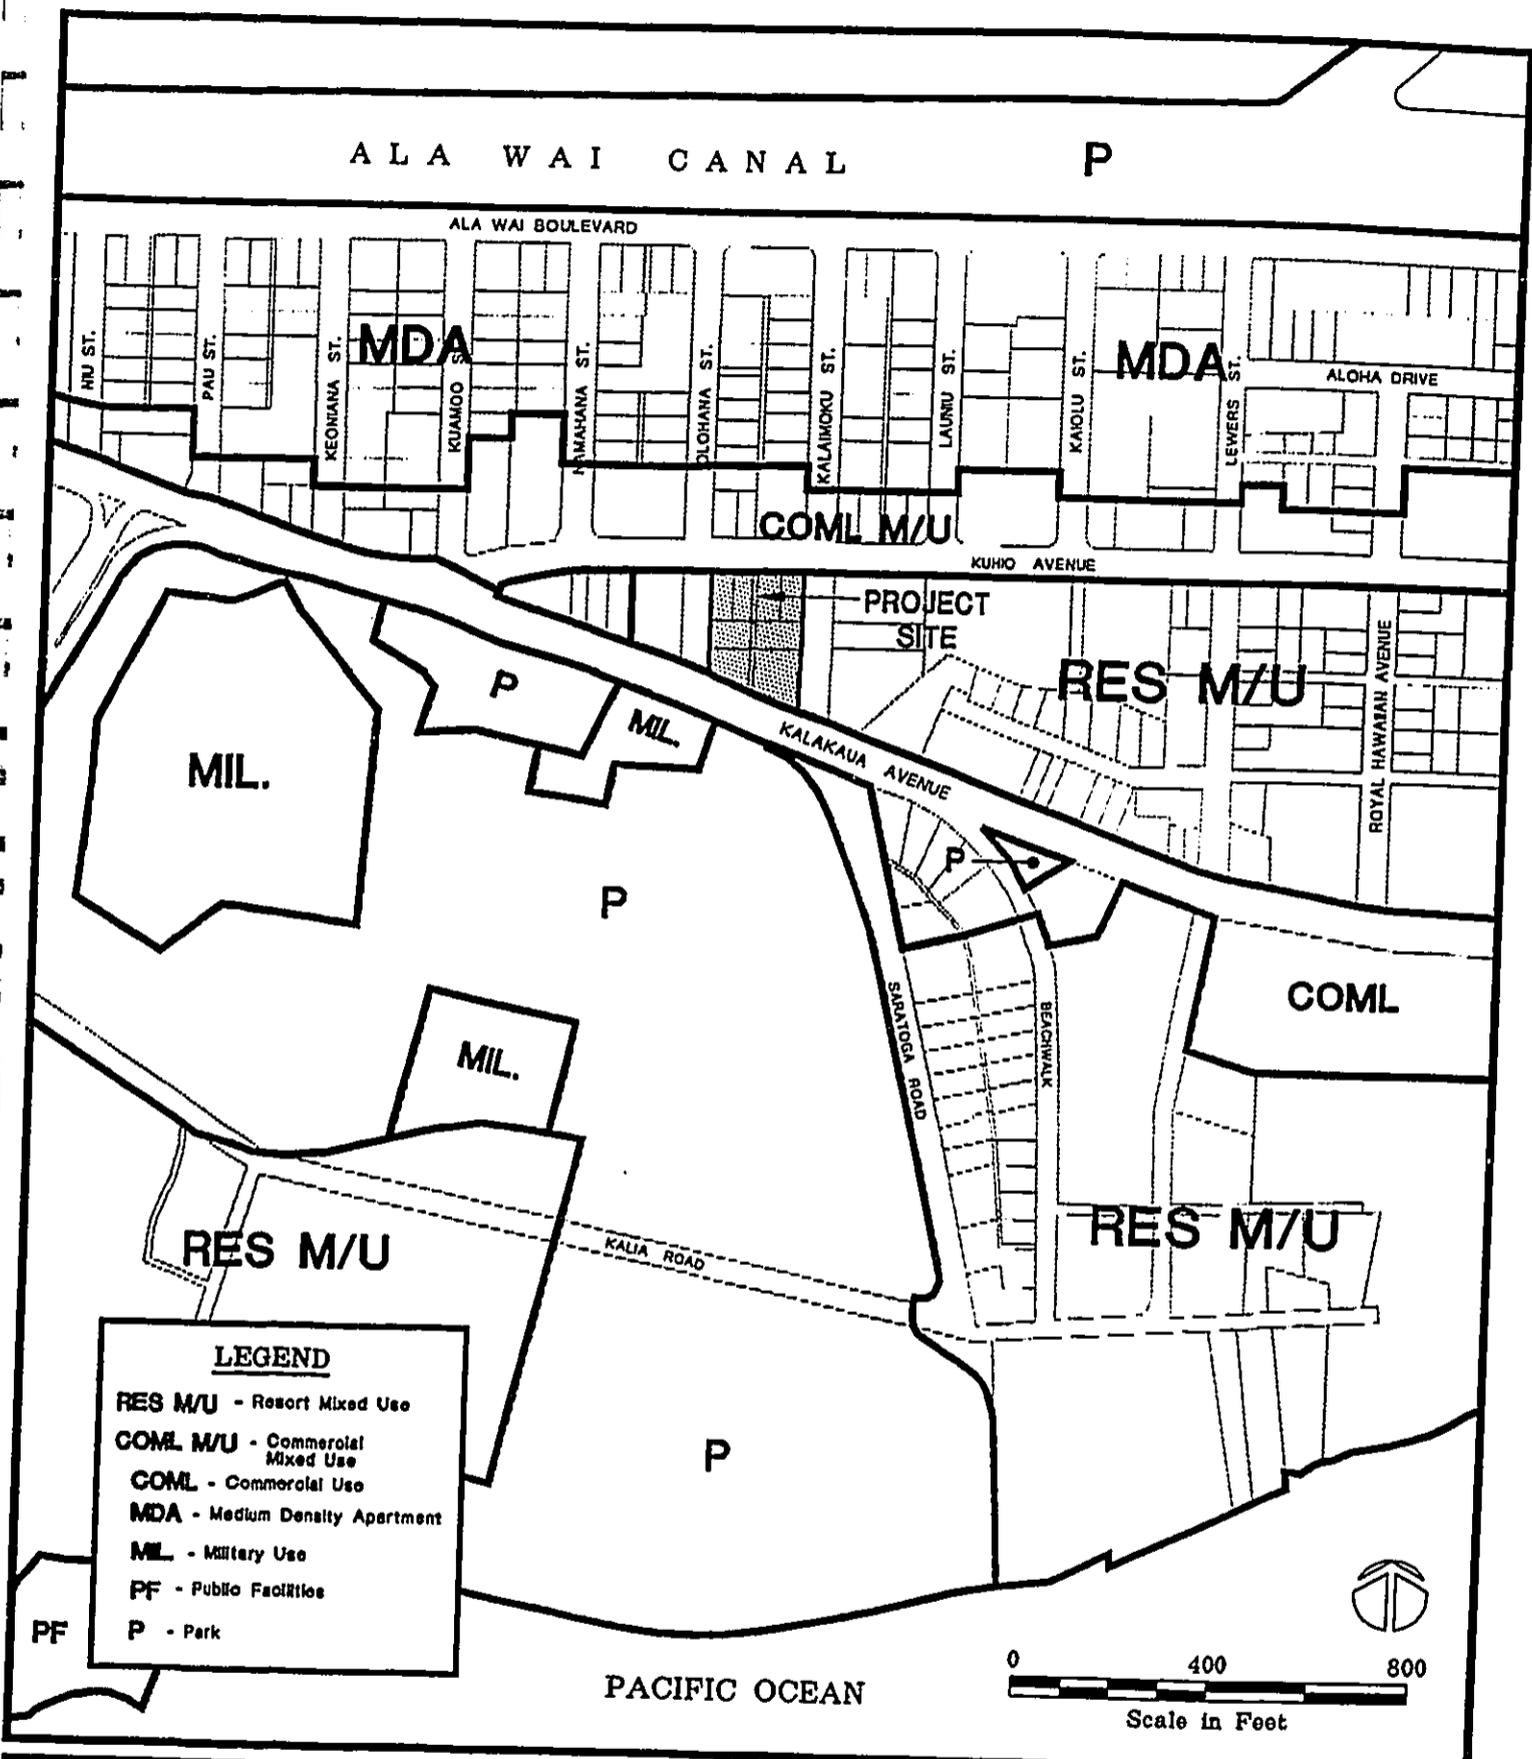 ALA WAI CANAL P
ALA WAI BOULEVARD
NIU ST.
PAU ST.
KEONIANA ST.
MDA
KUAMOO ST.
NAMAHANA ST.
OLOHANA ST.
KALAIMOKU ST.
LAUNIU ST.
KAIOLU ST.
MDA
LEWERS ST.
ALOHA DRIVE
COML M/U
KUHIO AVENUE
PROJECT
SITE
RES M/U
ROYAL HAWAIIAN AVENUE
P
MIL.
MIL.
KALAKAUA AVENUE
P
P
COML
SARATOGA ROAD
BEACHWALK
MIL.
RES M/U
KALIA ROAD
RES M/U
P
LEGEND
RES M/U - Resort Mixed Use
COML M/U - Commercial
Mixed Use
COML - Commercial Use
MDA - Medium Density Apartment
MIL - Military Use
PF - Public Facilities
P - Park
PF
PACIFIC OCEAN
0 400 800
Scale in Feet